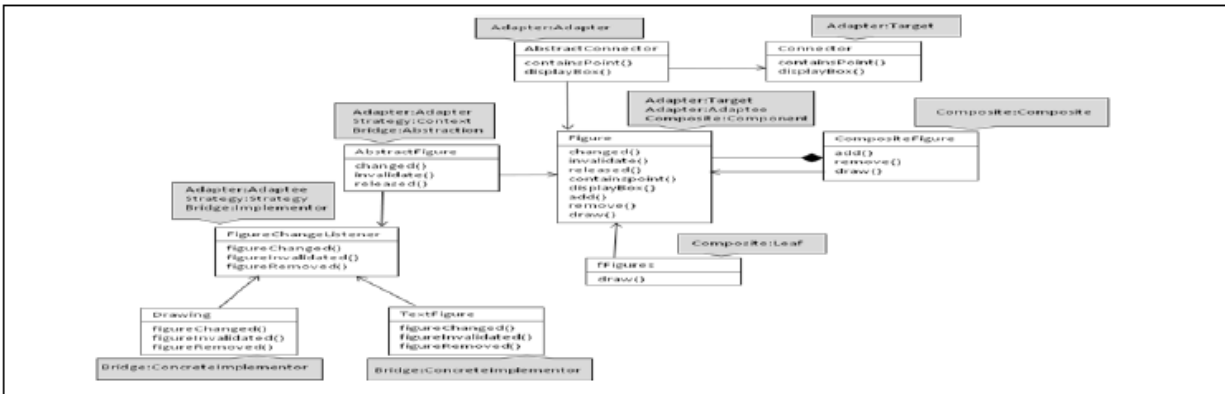 Adapter:Adapter
Adapter:Target
AbstractConnector
containsPoint()
displayBox()
Connector
containsPoint()
displayBox()
Adapter:Adapter
Strategy:Context
Bridge:Abstraction
Adapter:Target
Adapter:Adaptee
Composite:Component
Composite:Composite
AbstractFigure
changed()
invalidate()
released()
Figure
changed()
invalidate()
released()
containspoint()
displayBox()
add()
remove()
draw()
CompositeFigure
add()
remove()
draw()
Adapter:Adaptee
Strategy:Strategy
Bridge:Implementor
FigureChangeListener
figureChanged()
figureInvalidated()
figureRemoved()
Composite:Leaf
fFigures
draw()
Drawing
figureChanged()
figureInvalidated()
figureRemoved()
TextFigure
figureChanged()
figureInvalidated()
figureRemoved()
Bridge:ConcreteImplementor
Bridge:ConcreteImplementor